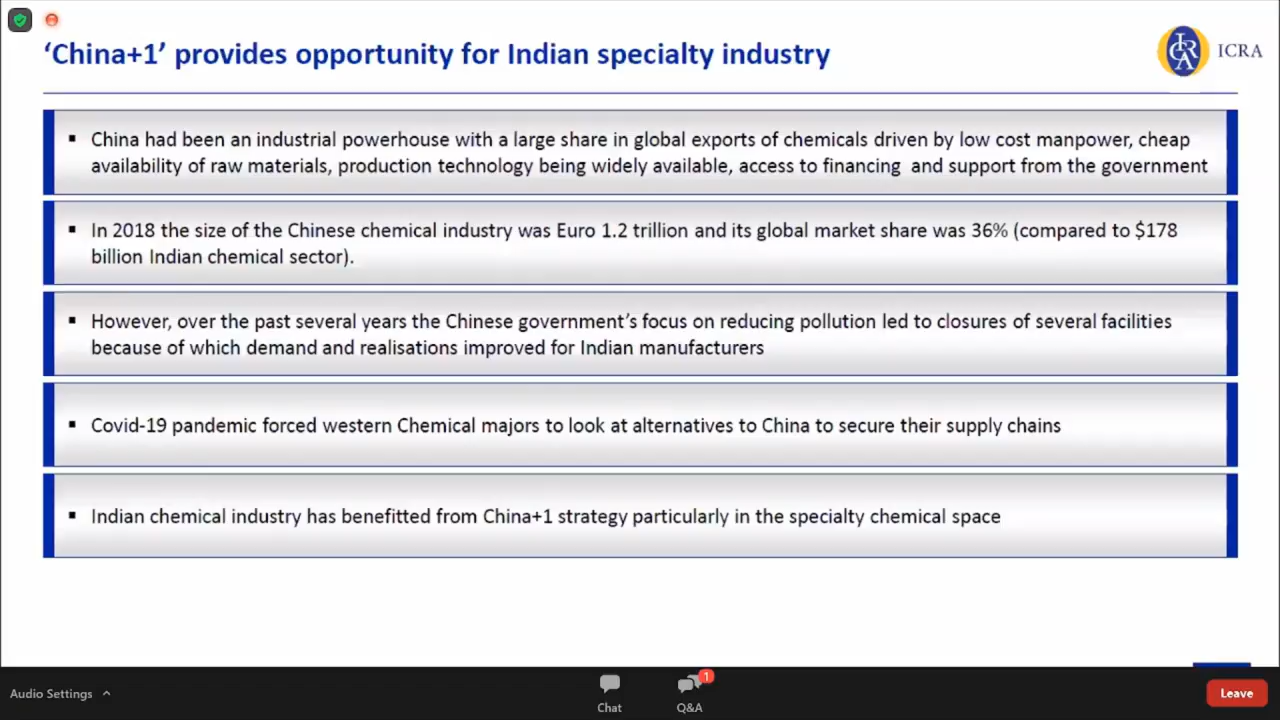 ‘China+1’ provides opportunity for Indian specialty industry
ICRA
ICRA
▪ China had been an industrial powerhouse with a large share in global exports of chemicals driven by low cost manpower, cheap
availability of raw materials, production technology being widely available, access to financing and support from the government
▪ In 2018 the size of the Chinese chemical industry was Euro 1.2 trillion and its global market share was 36% (compared to $178
billion Indian chemical sector).
▪ However, over the past several years the Chinese government’s focus on reducing pollution led to closures of several facilities
because of which demand and realisations improved for Indian manufacturers
▪ Covid-19 pandemic forced western Chemical majors to look at alternatives to China to secure their supply chains
▪ Indian chemical industry has benefitted from China+1 strategy particularly in the specialty chemical space
Audio Settings
Chat
1
Q&A
Leave